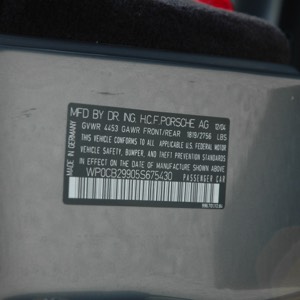 MFD. BY DR. ING. H.C.F. PORSCHE AG 12/04
GVWR 4453 GAWR FRONT/REAR 1819/2756 LBS
MADE IN GERMANY
THIS VEHICLE CONFORMS TO ALL APPLICABLE
U.S. FEDERAL MOTOR VEHICLE
VEHICLE SAFETY, BUMPER, AND THEFT
PREVENTION STANDARDS IN EFFECT ON THE
DATE OF MANUFACTURE SHOWN ABOVE.
WP0CB29905S675430
PASSENGER CAR